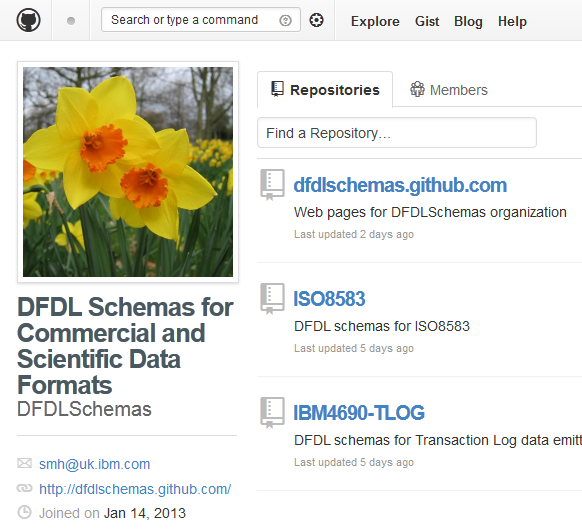 Search or type a command
Explore Gist Blog Help
Repositories
Members
Find a Repository…
dfdlschemas.github.com
Web pages for DFDLSchemas organization
Last updated 2 days ago
ISO8583
DFDL schemas for ISO8583
Last updated 5 days ago
IBM4690-TLOG
DFDL schemas for Transaction Log data emitt
Last updated 5 days ago
DFDL Schemas for
Commercial and
Scientific Data
Formats
DFDLSchemas
smh@uk.ibm.com
http://dfdlschemas.github.com/
Joined on Jan 14, 2013